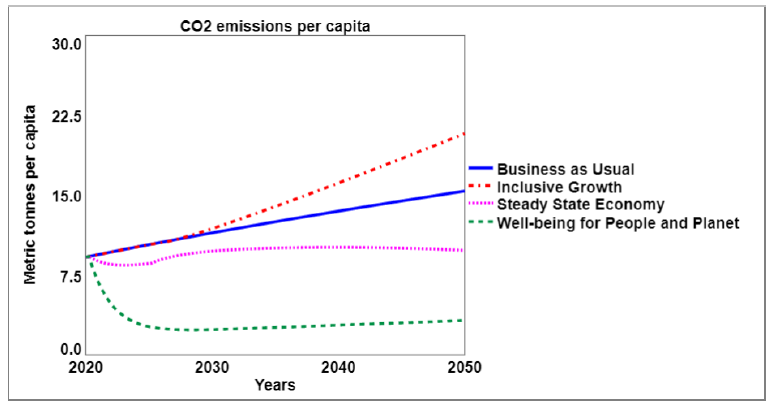 CO2 emissions per capita
30.0
22.5
15.0
7.5
0.0
Metric tonnes per capita
2020
2030
2040
2050
Years
Business as Usual
Inclusive Growth
Steady State Economy
Well-being for People and Planet